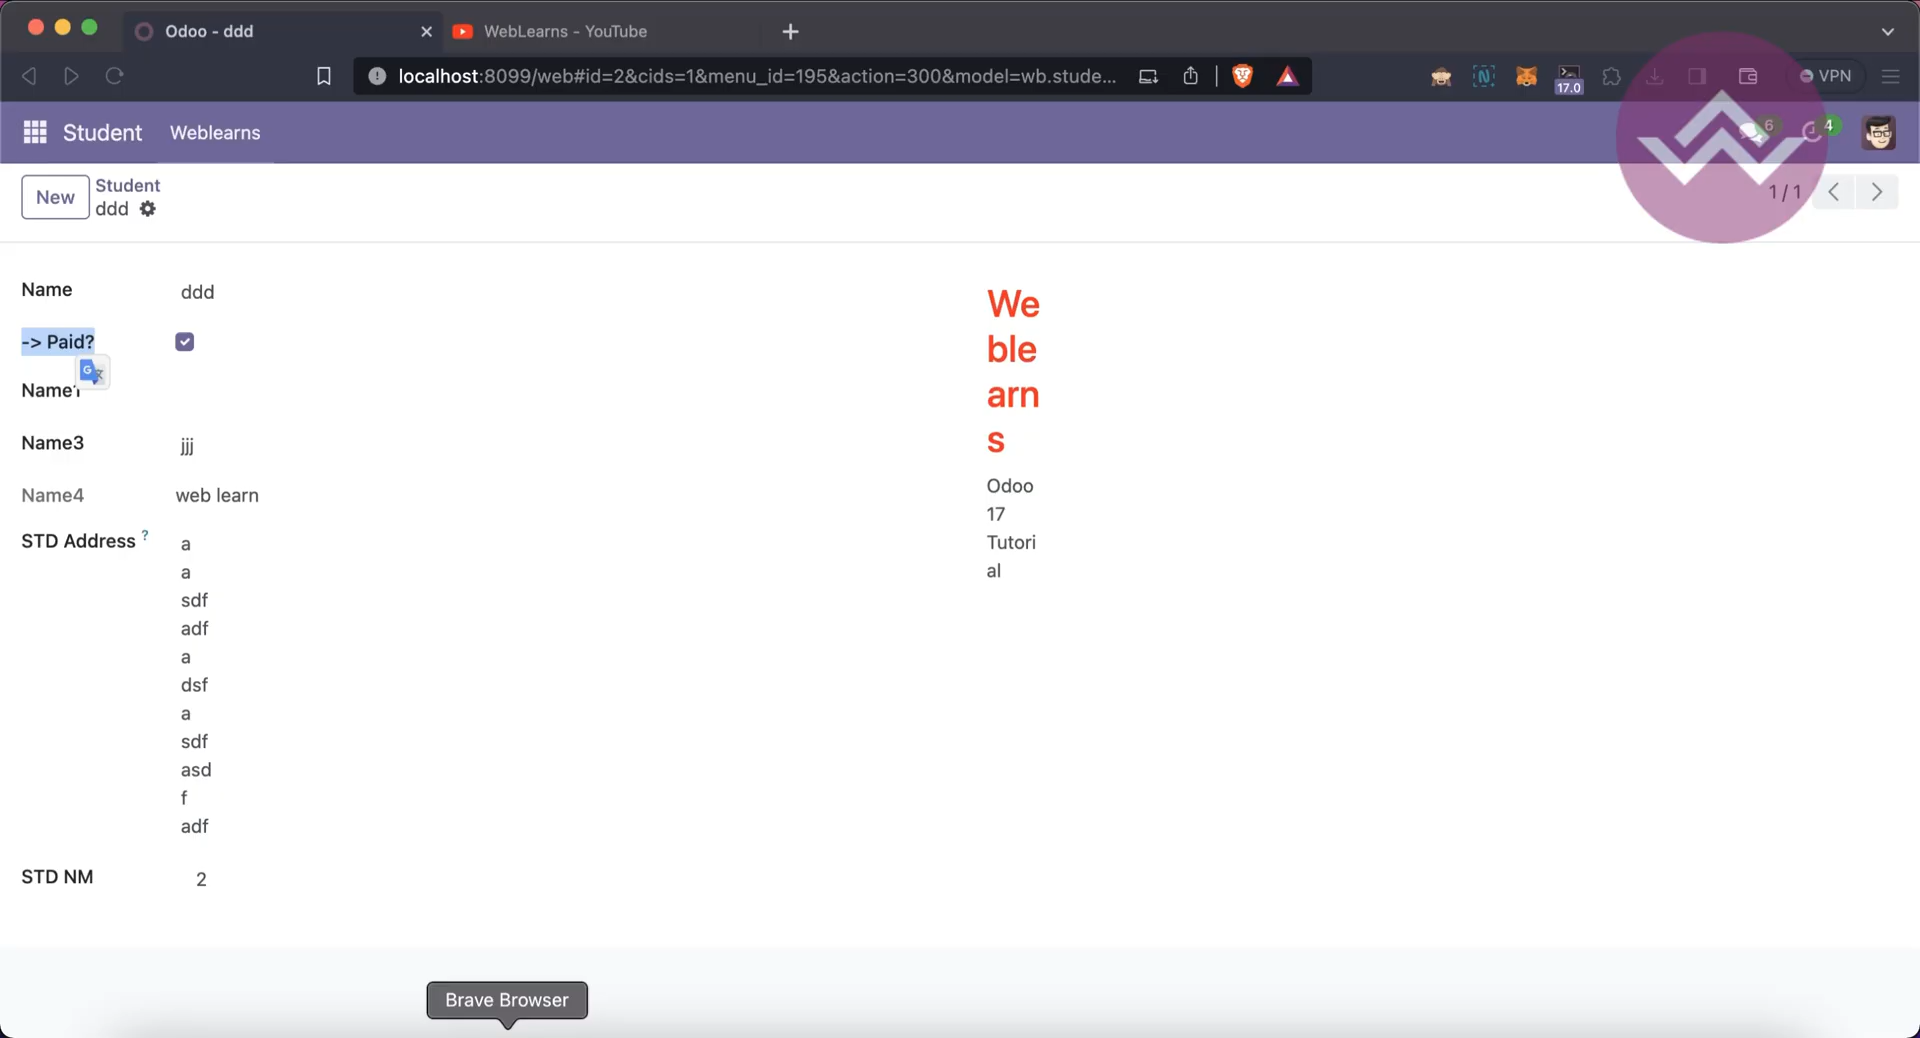 Odoo - ddd
WebLearns - YouTube
localhost:8099/web#id=2&cids=1&menu_id=195&action=300&model=wb.stude...
17.0
VPN
Student
Weblearns
6
4
New
Student
ddd
1 / 1
Name
ddd
-> Paid?
Name1
Name3
jjj
Name4
web learn
STD Address ?
a
a
sdf
adf
a
dsf
a
sdf
asd
f
adf
STD NM
2
We
ble
arn
s
Odoo
17
Tutori
al
Brave Browser